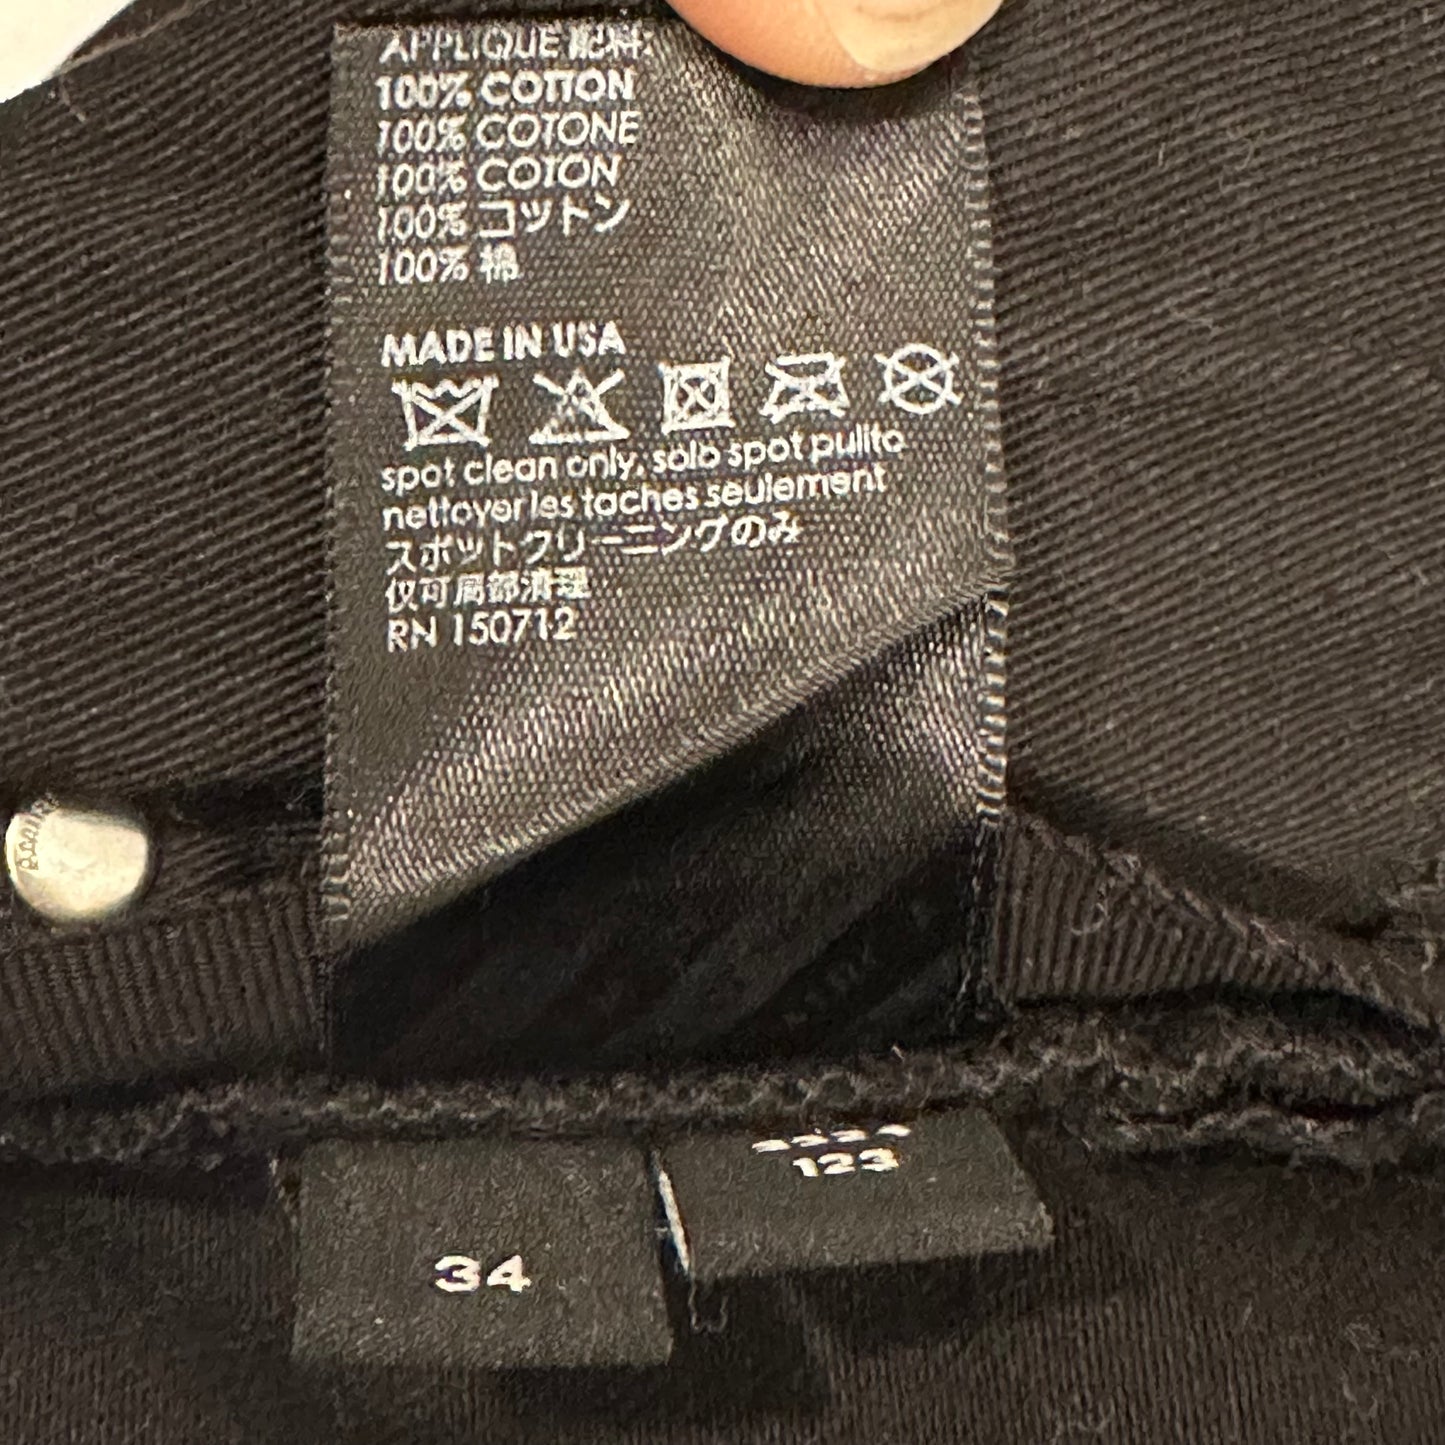 APPLIQUE 配料:
100% COTTON
100% COTONE
100% COTON
100% コットン
100% 棉
MADE IN USA
spot clean only, solo spot pulito
nettoyer les taches seulement
スポットクリーニングのみ
仅可局部清理
RN 150712
123
34